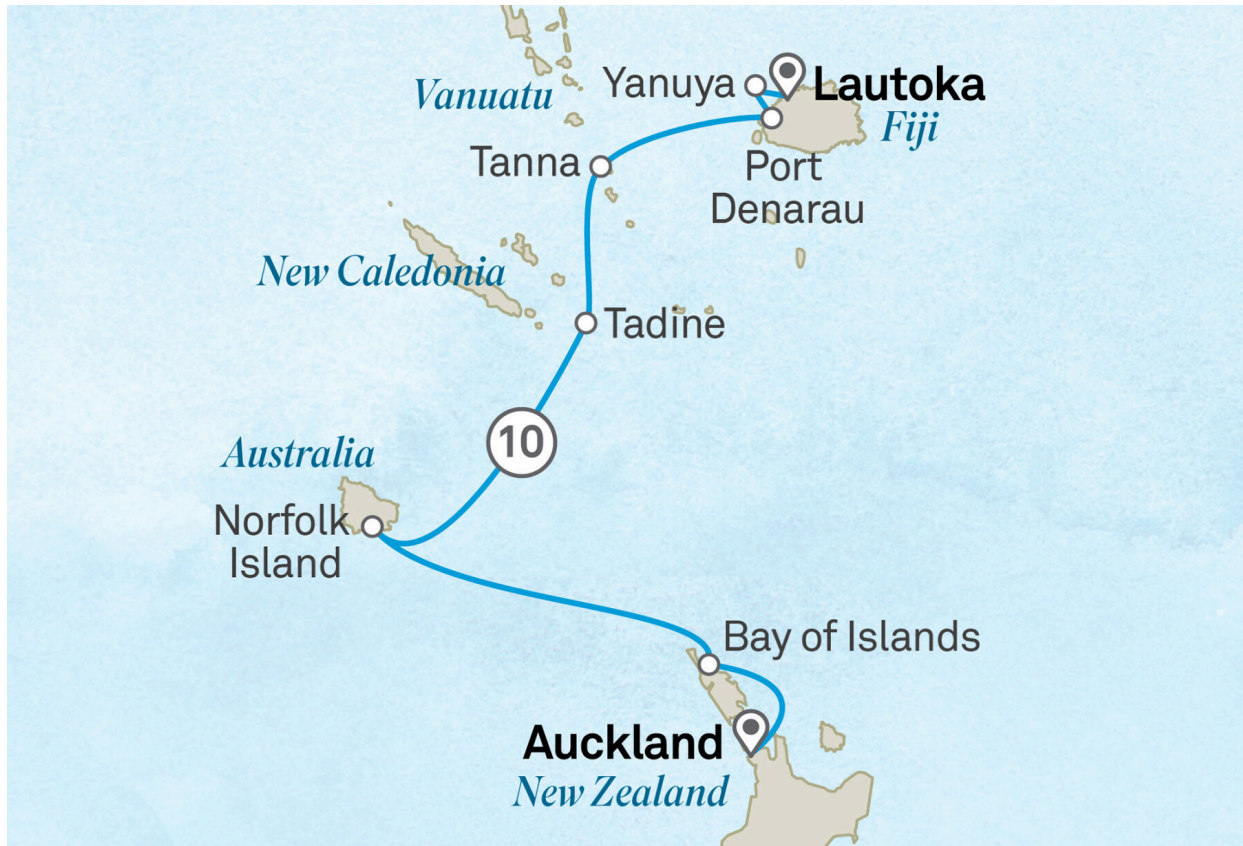 Yanuya
Lautoka
Vanuatu
Fiji
Tanna
Port
Denarau
New Caledonia
Tadine
10
Australia
Norfolk
Island
Bay of Islands
Auckland
New Zealand